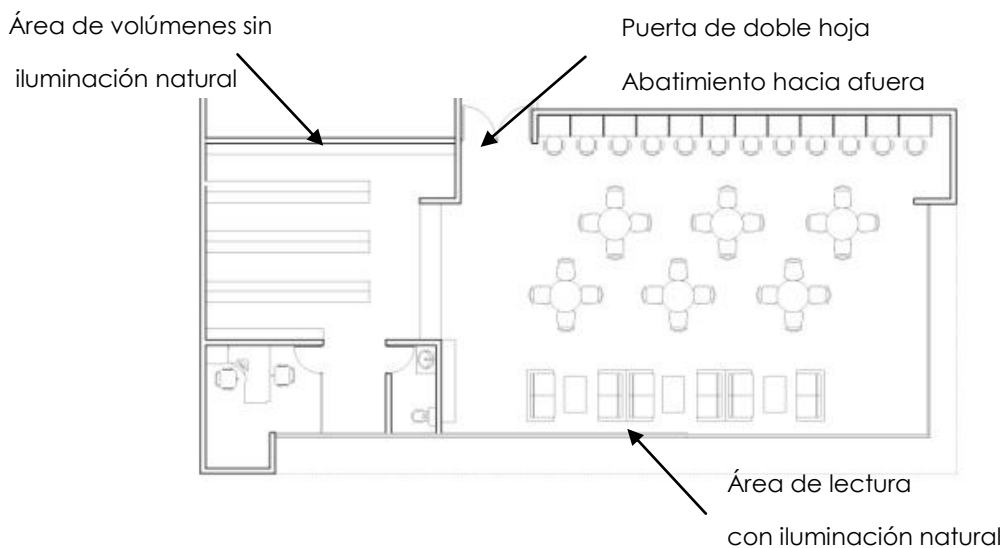 Área de volúmenes sin
iluminación natural
Puerta de doble hoja
Abatimiento hacia afuera
Área de lectura
con iluminación natural